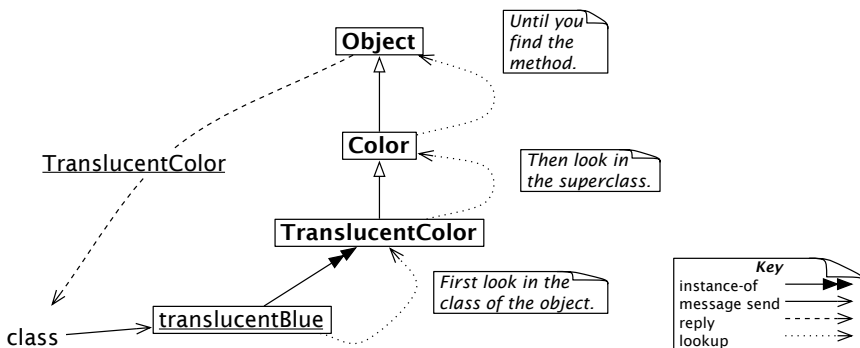 Object
Until you
find the
method.
Color
TranslucentColor
Then look in
the superclass.
TranslucentColor
First look in the
class of the object.
translucentBlue
class
Key
instance-of
message send
reply
lookup